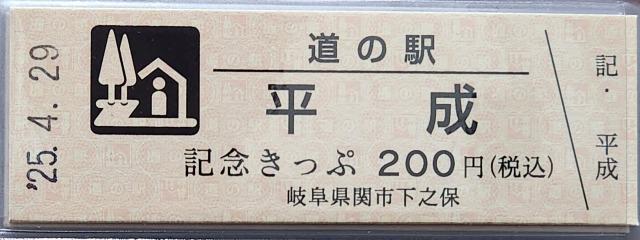 '25.4.29
道の駅
平成
記念きっぷ 200円(税込)
岐阜県関市下之保
記・平成